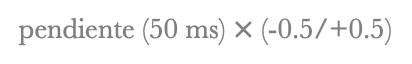 pendiente (50 ms) × (-0.5/+0.5)